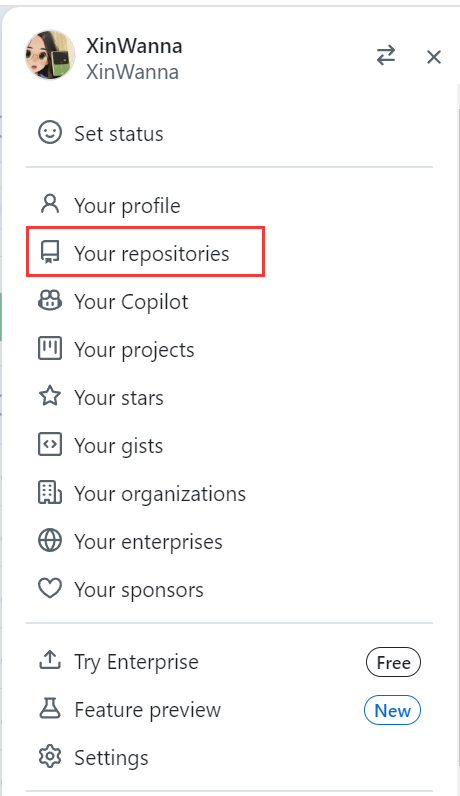 XinWanna
XinWanna
Set status
Your profile
Your repositories
Your Copilot
Your projects
Your stars
Your gists
Your organizations
Your enterprises
Your sponsors
Try Enterprise Free
Feature preview New
Settings